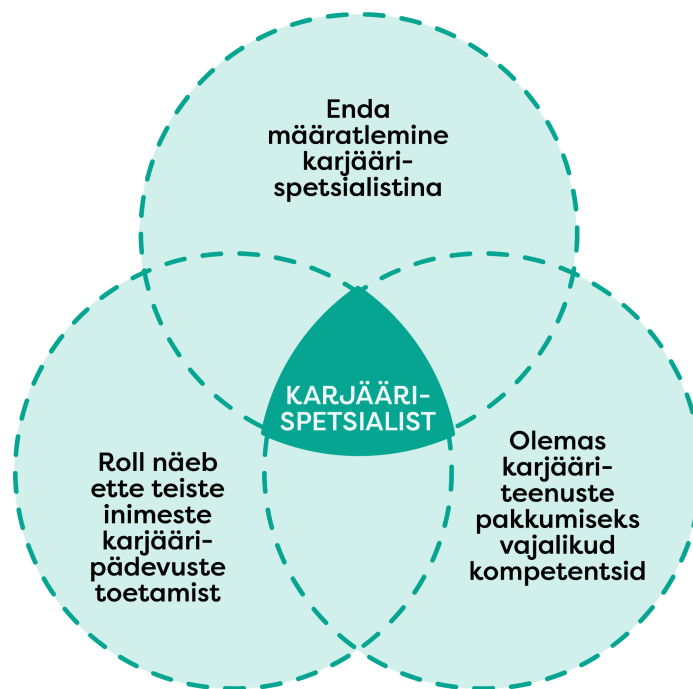 Enda
määratlemine
karjääri-
spetsialistina
KARJÄÄRI-
SPETSIALIST
Roll näeb
ette teiste
inimeste
karjääri-
pädevuste
toetamist
Olemas
karjääri-
teenuste
pakkumiseks
vajalikud
kompetentsid